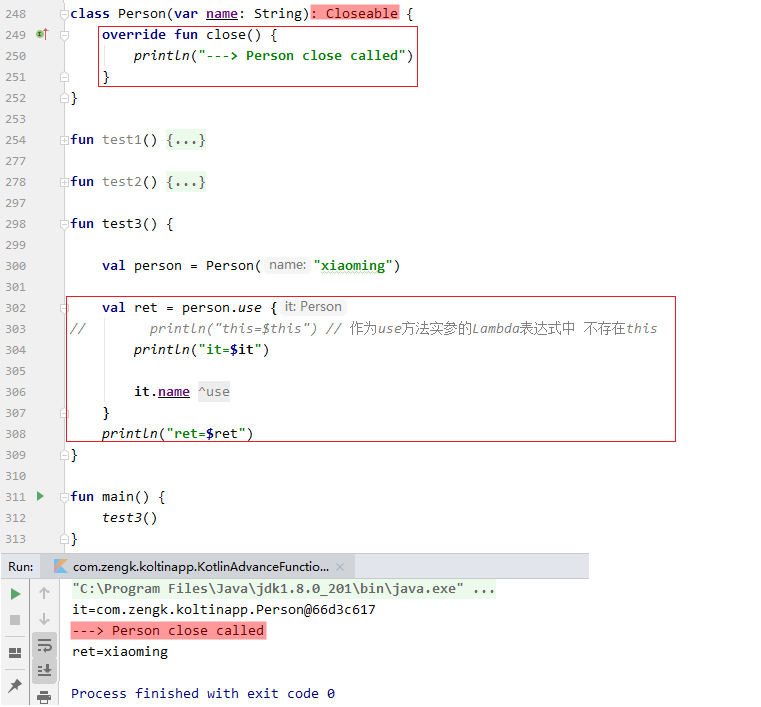 248 class Person(var name: String): Closeable {
249 override fun close() {
250 println("---> Person close called")
251 }
252 }
253
254 fun test1() {...}
277
278 fun test2() {...}
297
298 fun test3() {
299
300 val person = Person( name: "xiaoming")
301
302 val ret = person.use { it: Person
303 // println("this=$this") // 作为use方法实参的Lambda表达式中 不存在this
304 println("it=$it")
305
306 it.name ^use
307 }
308 println("ret=$ret")
309 }
310
311 fun main() {
312 test3()
313 }
Run: com.zengk.koltinapp.KotlinAdvanceFunctio...
"C:\Program Files\Java\jdk1.8.0_201\bin\java.exe" ...
it=com.zengk.koltinapp.Person@66d3c617
---> Person close called
ret=xiaoming
Process finished with exit code 0